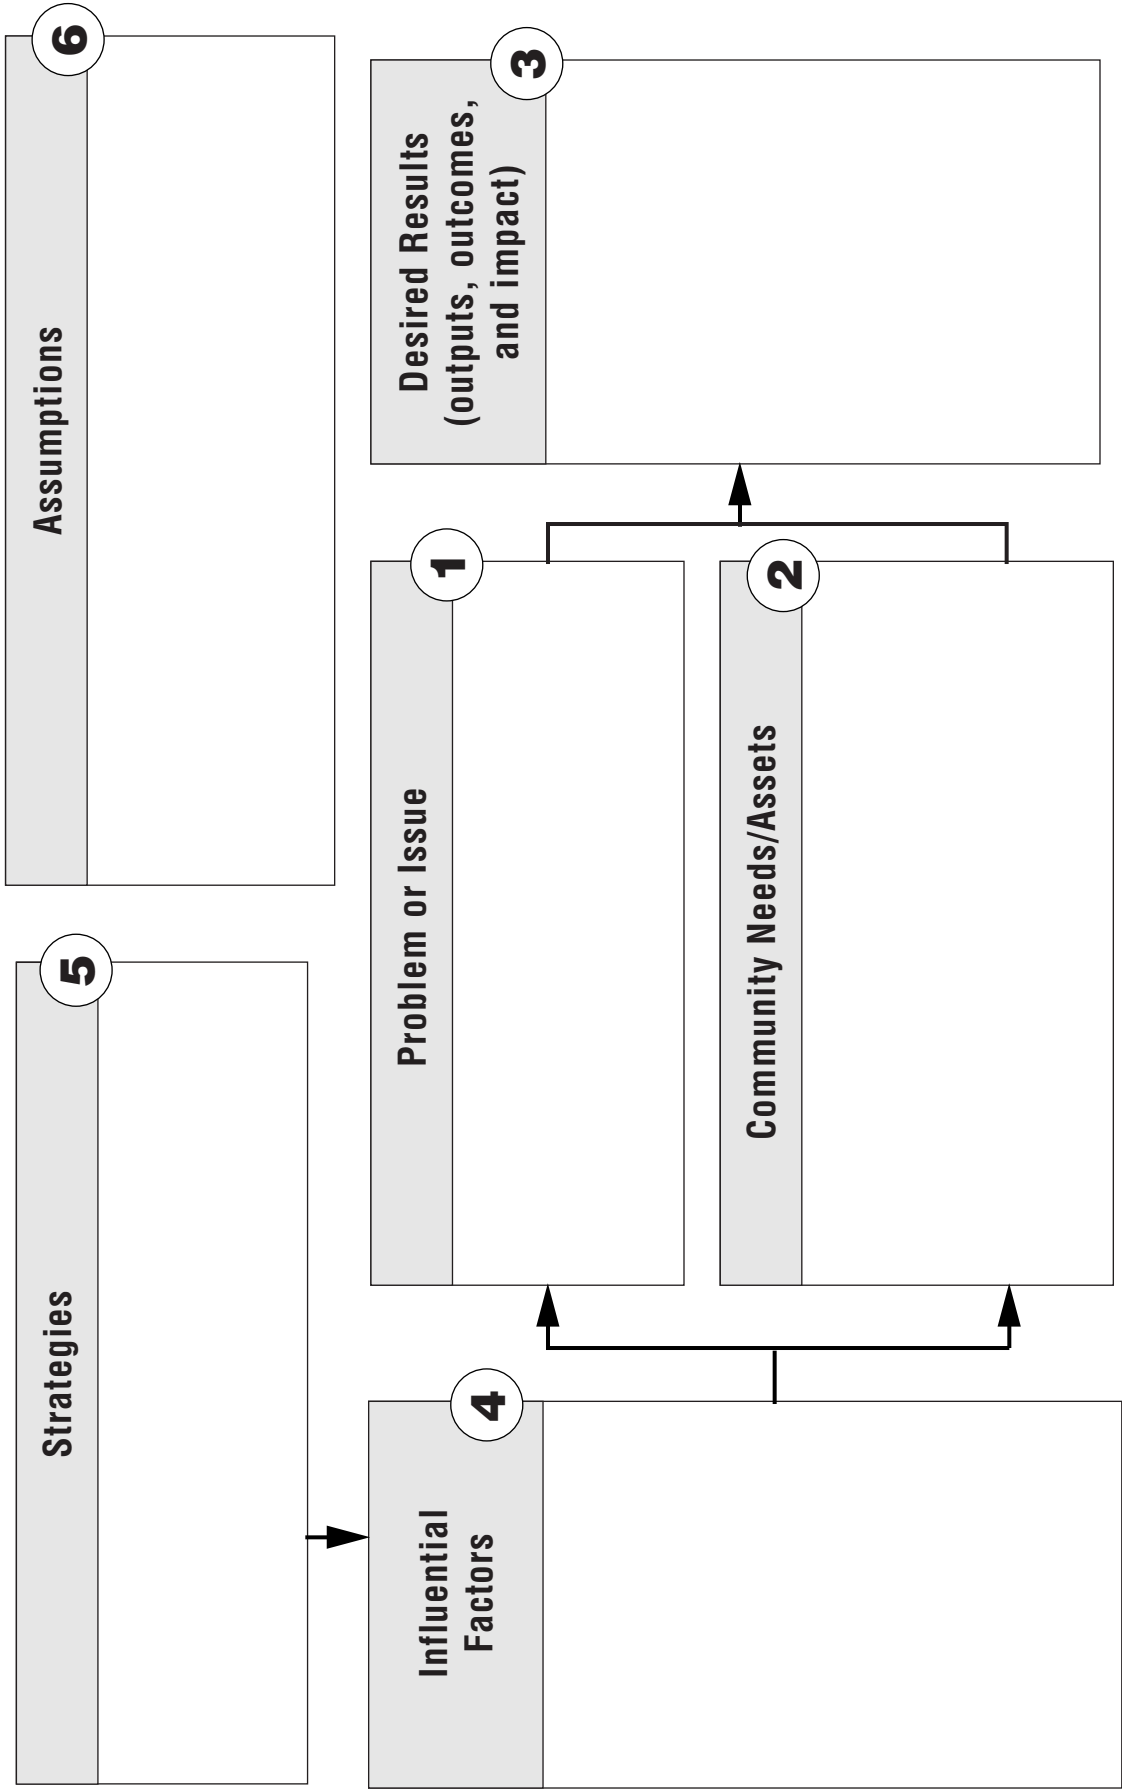 Strategies
5
Assumptions
6
Influential
Factors
4
Problem or Issue
1
Community Needs/Assets
2
Desired Results
(outputs, outcomes,
and impact)
3